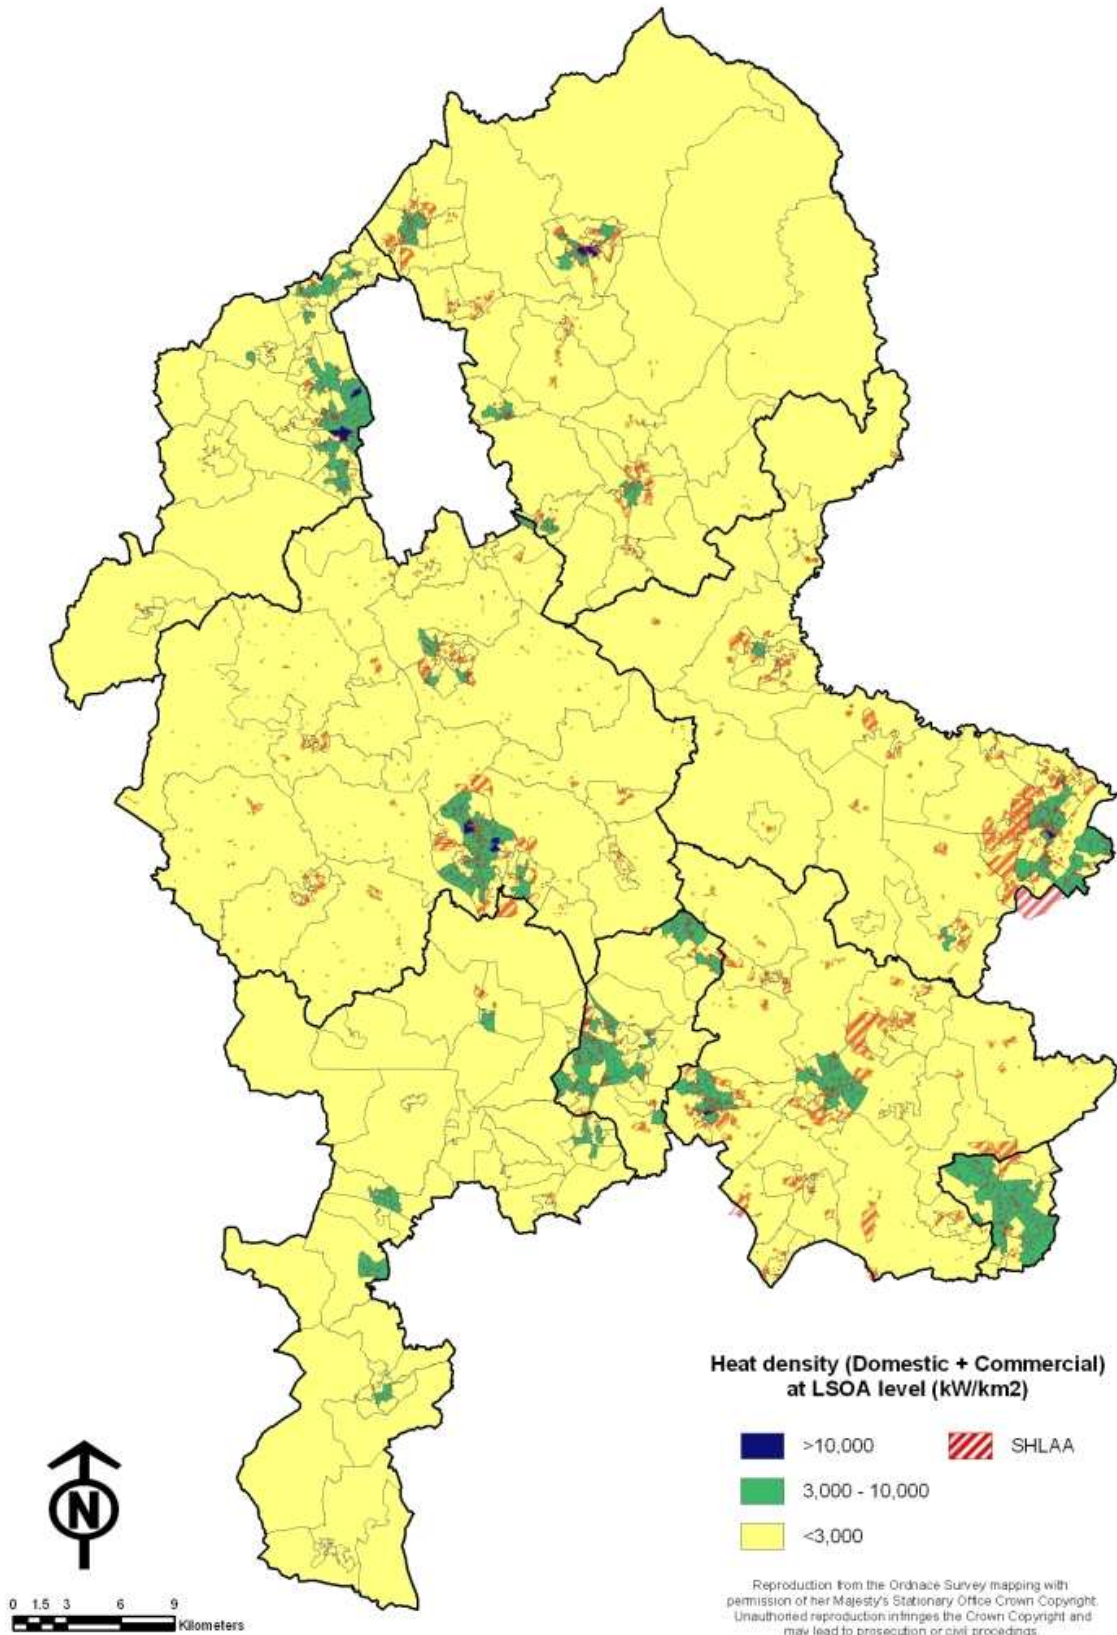 Heat density (Domestic + Commercial)
at LSOA level (kW/km2)
>10,000
SHLAA
3,000 - 10,000
<3,000
N
0 1.5 3 6 9
Kilometers
Reproduction from the Ordnace Survey mapping with
permission of her Majesty's Stationary Office Crown Copyright.
Unauthoried reproduction infringes the Crown Copyright and
may lead to prosecution or civil procedings.